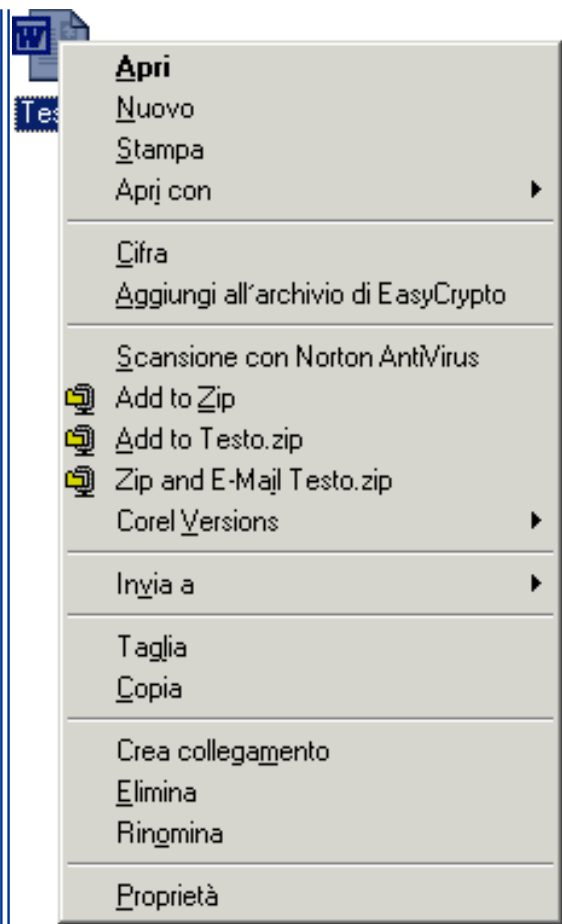 W
Tes
Apri
Nuovo
Stampa
Apri con
Cifra
Aggiungi all´archivio di EasyCrypto
Scansione con Norton AntiVirus
Add to Zip
Add to Testo.zip
Zip and E-Mail Testo.zip
Corel Versions
Invia a
Taglia
Copia
Crea collegamento
Elimina
Rinomina
Proprietà